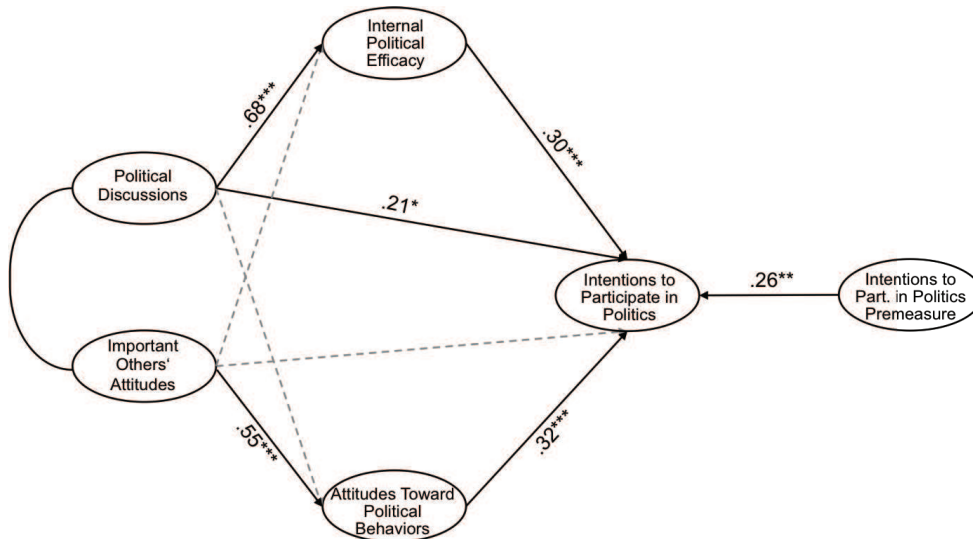 Internal
Political
Efficacy
.68***
.30***
Political
Discussions
.21*
Intentions to
Participate in
Politics
.26**
Intentions to
Part. in Politics
Premeasure
Important
Others‘
Attitudes
.55***
.32***
Attitudes Toward
Political
Behaviors